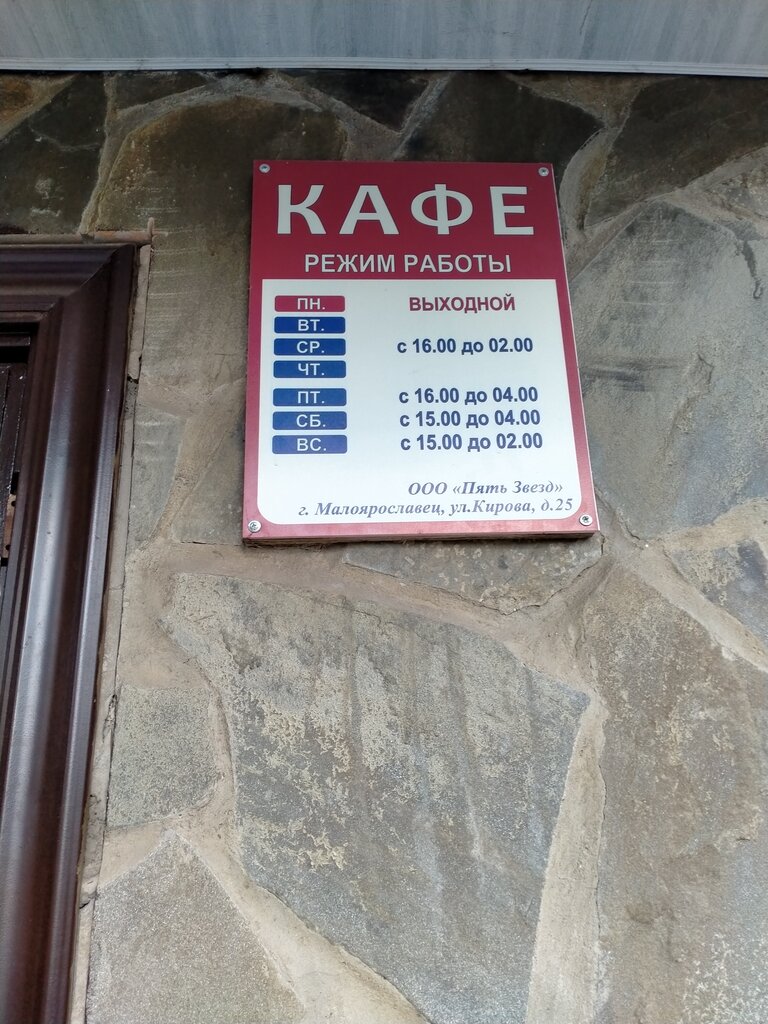 КАФЕ
РЕЖИМ РАБОТЫ
ПН. ВЫХОДНОЙ
ВТ.
СР. с 16.00 до 02.00
ЧТ.
ПТ. с 16.00 до 04.00
СБ. с 15.00 до 04.00
ВС. с 15.00 до 02.00
ООО «Пять Звезд»
г. Малоярославец, ул.Кирова, д.25